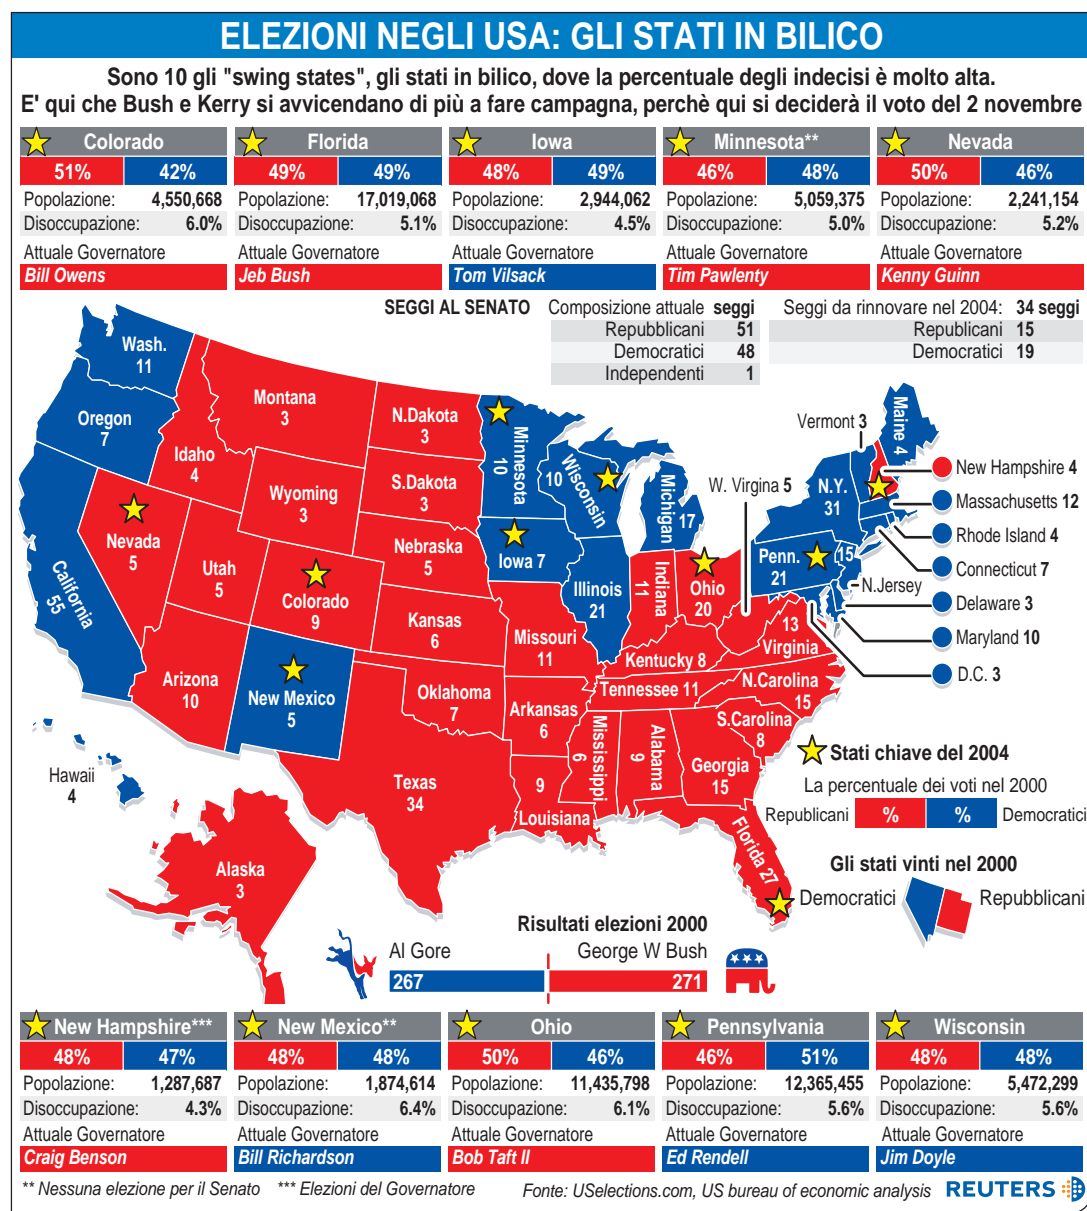 ELEZIONI NEGLI USA: GLI STATI IN BILICO
Sono 10 gli "swing states", gli stati in bilico, dove la percentuale degli indecisi è molto alta.
E' qui che Bush e Kerry si avvicendano di più a fare campagna, perchè qui si deciderà il voto del 2 novembre
Colorado
51% 42%
Popolazione: 4,550,668
Disoccupazione: 6.0%
Attuale Governatore
Bill Owens
Florida
49% 49%
Popolazione: 17,019,068
Disoccupazione: 5.1%
Attuale Governatore
Jeb Bush
Iowa
48% 49%
Popolazione: 2,944,062
Disoccupazione: 4.5%
Attuale Governatore
Tom Vilsack
Minnesota**
46% 48%
Popolazione: 5,059,375
Disoccupazione: 5.0%
Attuale Governatore
Tim Pawlenty
Nevada
50% 46%
Popolazione: 2,241,154
Disoccupazione: 5.2%
Attuale Governatore
Kenny Guinn
SEGGI AL SENATO
Composizione attuale seggi
Repubblicani 51
Democratici 48
Independenti 1
Seggi da rinnovare nel 2004: 34 seggi
Republicani 15
Democratici 19
Wash.
11
Oregon
7
California
55
Idaho
4
Nevada
5
Montana
3
Wyoming
3
Utah
5
Colorado
9
Arizona
10
New Mexico
5
N.Dakota
3
S.Dakota
3
Nebraska
5
Kansas
6
Oklahoma
7
Texas
34
Minnesota
10
Iowa 7
Missouri
11
Arkansas
6
9
Louisiana
Wisconsin
10
Illinois
21
Michigan
17
Indiana
11
Ohio
20
Kentucky 8
Tennessee 11
Mississippi
6
Alabama
9
Georgia
15
Florida 27
S.Carolina
8
N.Carolina
15
13
Virginia
W. Virgina 5
Penn.
21
N.Y.
31
15
N.Jersey
Vermont 3
Maine 4
New Hampshire 4
Massachusetts 12
Rhode Island 4
Connecticut 7
Delaware 3
Maryland 10
D.C. 3
Hawaii
4
Alaska
3
Stati chiave del 2004
La percentuale dei voti nel 2000
Republicani % % Democratici
Gli stati vinti nel 2000
Democratici Repubblicani
Risultati elezioni 2000
Al Gore George W Bush
267 271
New Hampshire***
48% 47%
Popolazione: 1,287,687
Disoccupazione: 4.3%
Attuale Governatore
Craig Benson
New Mexico**
48% 48%
Popolazione: 1,874,614
Disoccupazione: 6.4%
Attuale Governatore
Bill Richardson
Ohio
50% 46%
Popolazione: 11,435,798
Disoccupazione: 6.1%
Attuale Governatore
Bob Taft II
Pennsylvania
46% 51%
Popolazione: 12,365,455
Disoccupazione: 5.6%
Attuale Governatore
Ed Rendell
Wisconsin
48% 48%
Popolazione: 5,472,299
Disoccupazione: 5.6%
Attuale Governatore
Jim Doyle
** Nessuna elezione per il Senato *** Elezioni del Governatore
Fonte: USelections.com, US bureau of economic analysis
REUTERS